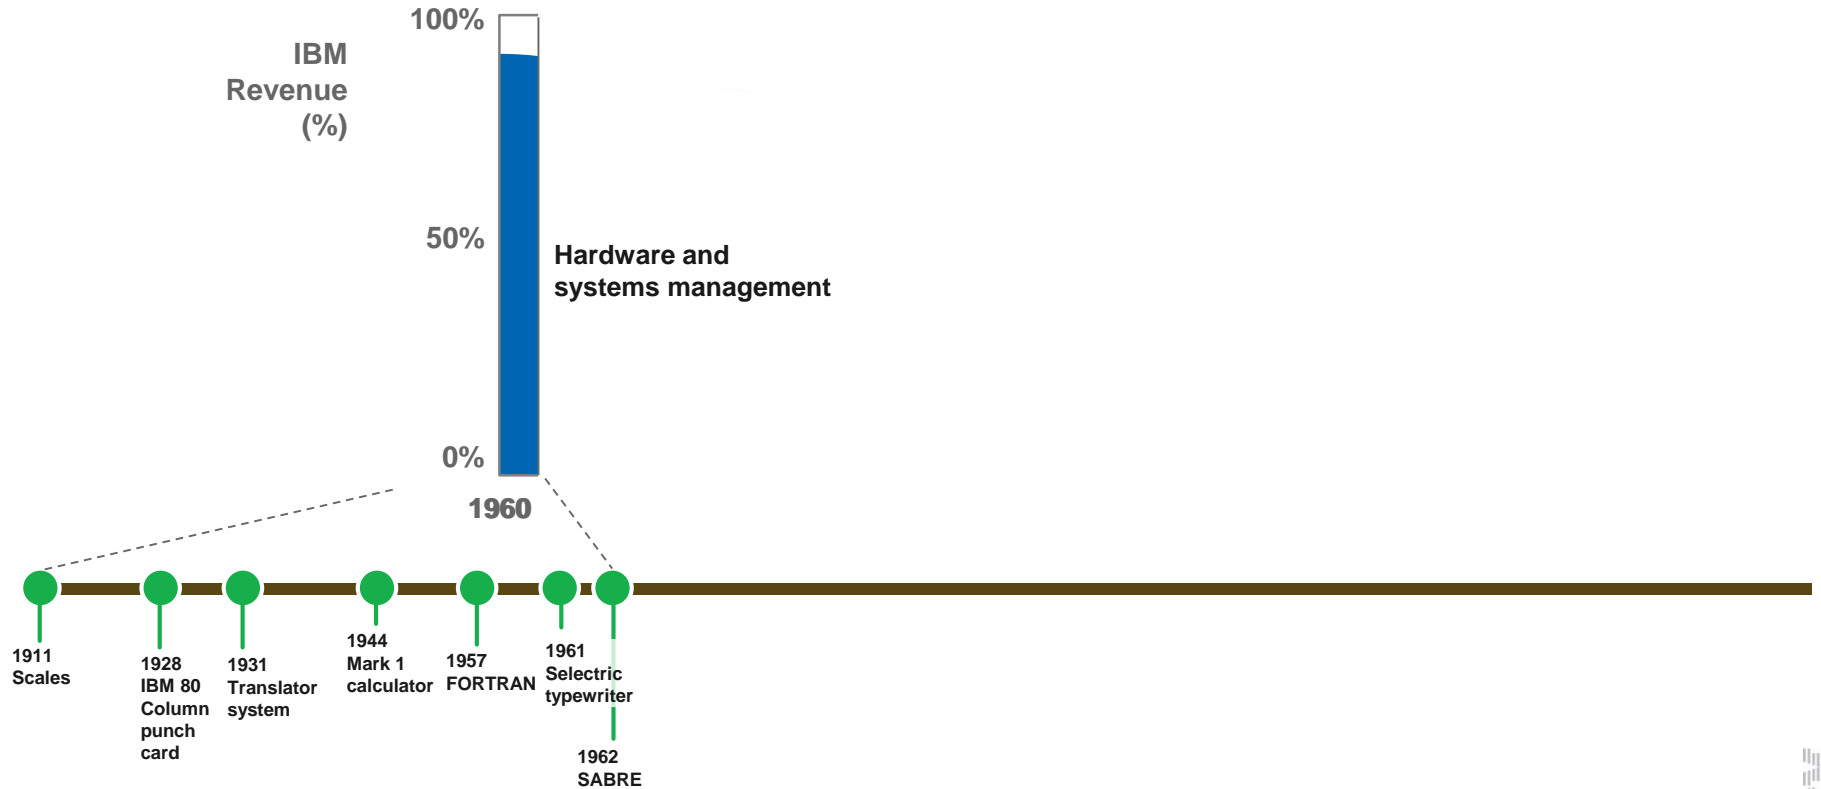 100%
IBM
Revenue
(%)
50%
Hardware and
systems management
0%
1960
1911
Scales
1928
IBM 80
Column
punch
card
1931
Translator
system
1944
Mark 1
calculator
1957
FORTRAN
1961
Selectric
typewriter
1962
SABRE